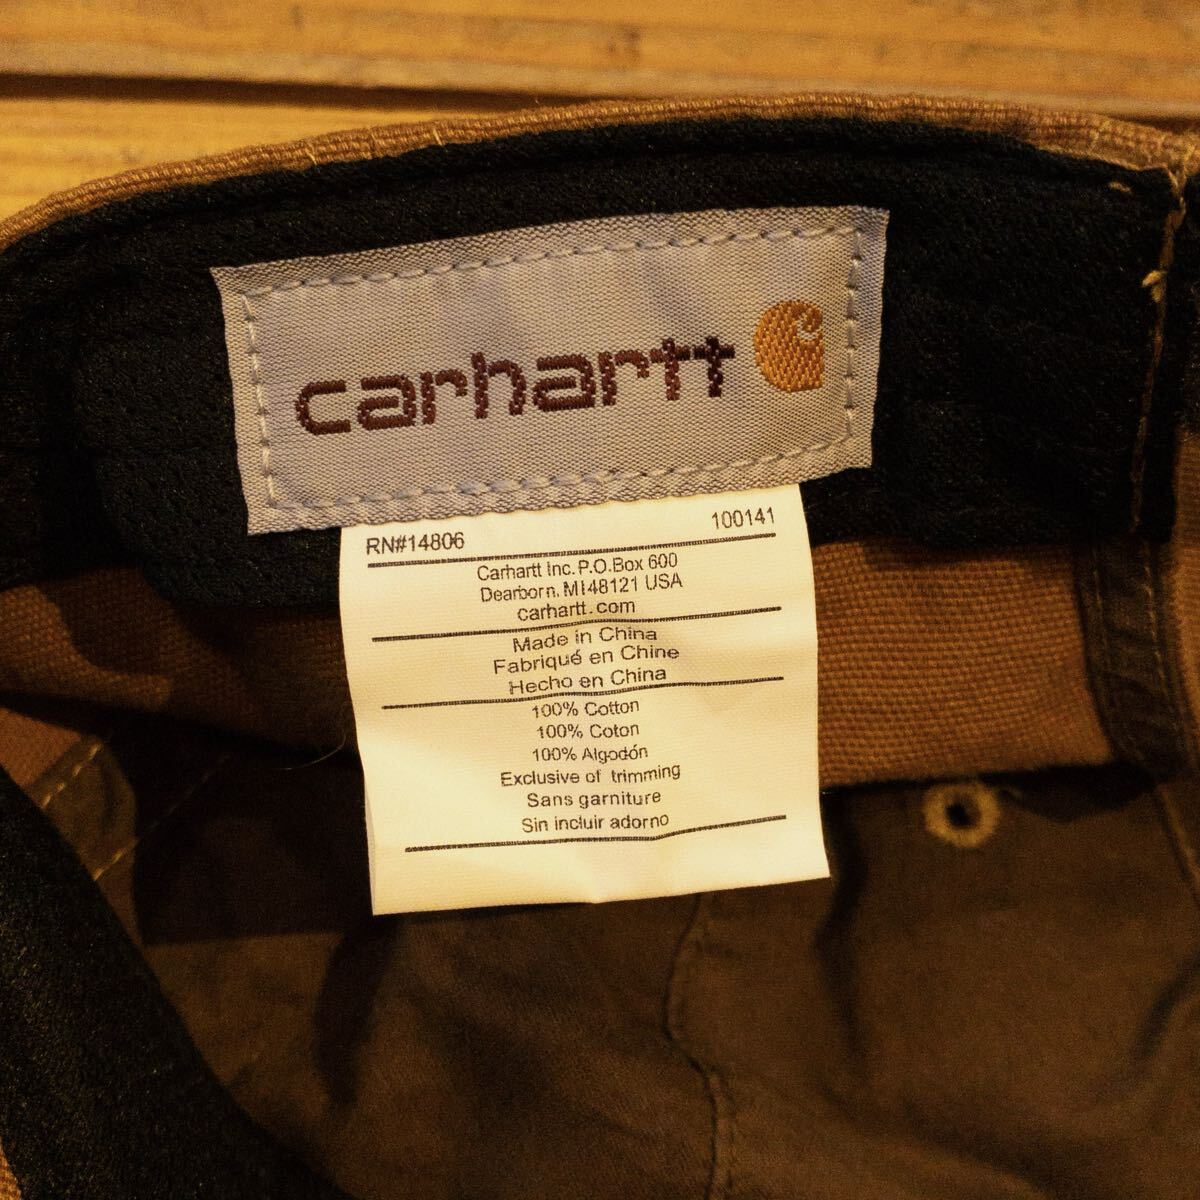 carhartt
RN#14806 100141
Carhartt Inc. P.O.Box 600
Dearborn, MI48121 USA
carhartt.com
Made in China
Fabriqué en Chine
Hecho en China
100% Cotton
100% Coton
100% Algodón
Exclusive of trimming
Sans garniture
Sin incluir adorno